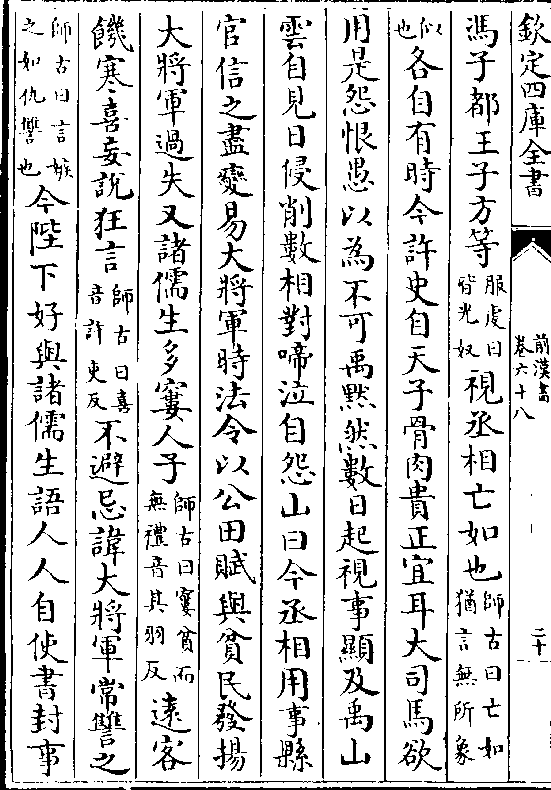 欽定四庫全書
前漢書
卷六十八
二十
馮子都王子方等服虔曰皆光奴視丞相亡如也師古曰亡如猶言無所象
似也各自有時今許史自天子骨肉貴正宜耳大司馬欲
用是怨恨愚以為不可禹默然數日起視事顯及禹山
雲自見日侵削數相對啼泣自怨山曰今丞相用事縣
官信之盡變易大將軍時法令以公田賦與貧民發揚
大將軍過失又諸儒生多窶人子師古曰窶貧而無禮音其羽反遠客
饑寒喜妄說狂言師古曰喜音許吏反不避忌諱大將軍常讐之
師古曰言嫉之如仇讐也今陛下好與諸儒生語人人自使書封事